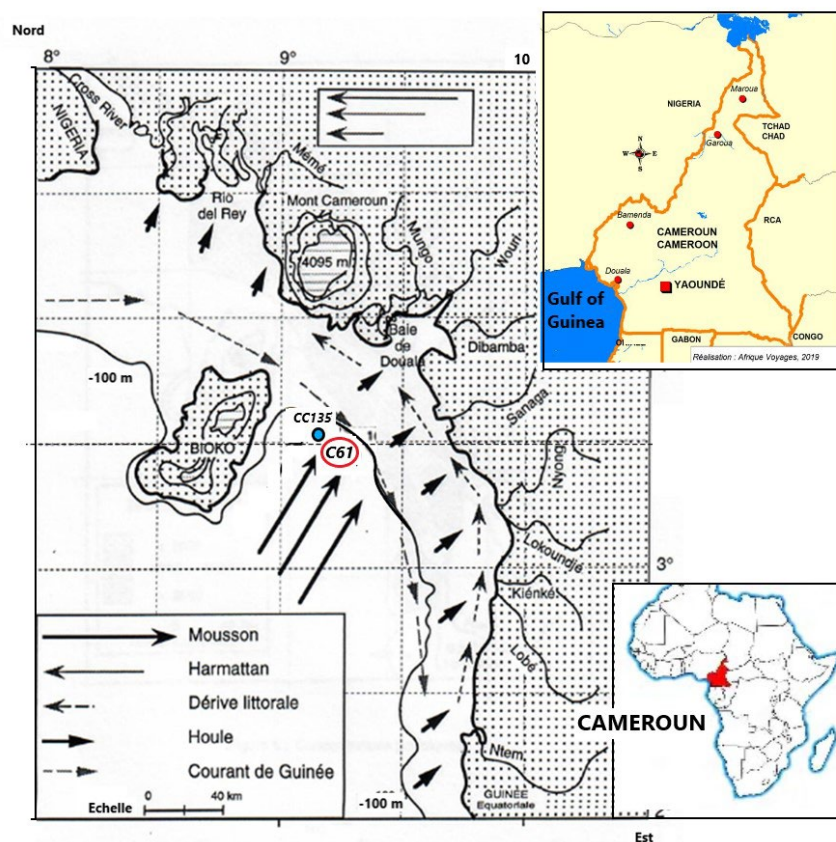 Nord
8°
9°
10
Cross River
NIGERIA
Rio
del Rey
Mémé
Mont Cameroun
4095 m
Mungo
Wouri
Baie
de
Douala
Dibamba
Sanaga
Nyong
Lokoundjé
Kiénké
Lobé
Ntem
GUINÉE
Equatoriale
-100 m
BIOKO
CC135
C61
3°
-100 m
Mousson
Harmattan
Dérive littorale
Houle
Courant de Guinée
Echelle
0
40 km
Est
Maroua
NIGERIA
TCHAD
CHAD
Garoua
N
W
E
S
Bamenda
RCA
CAMEROUN
CAMEROON
Douala
YAOUNDÉ
Gulf of
Guinea
GABON
CONGO
Réalisation : Afrique Voyages, 2019
CAMEROUN